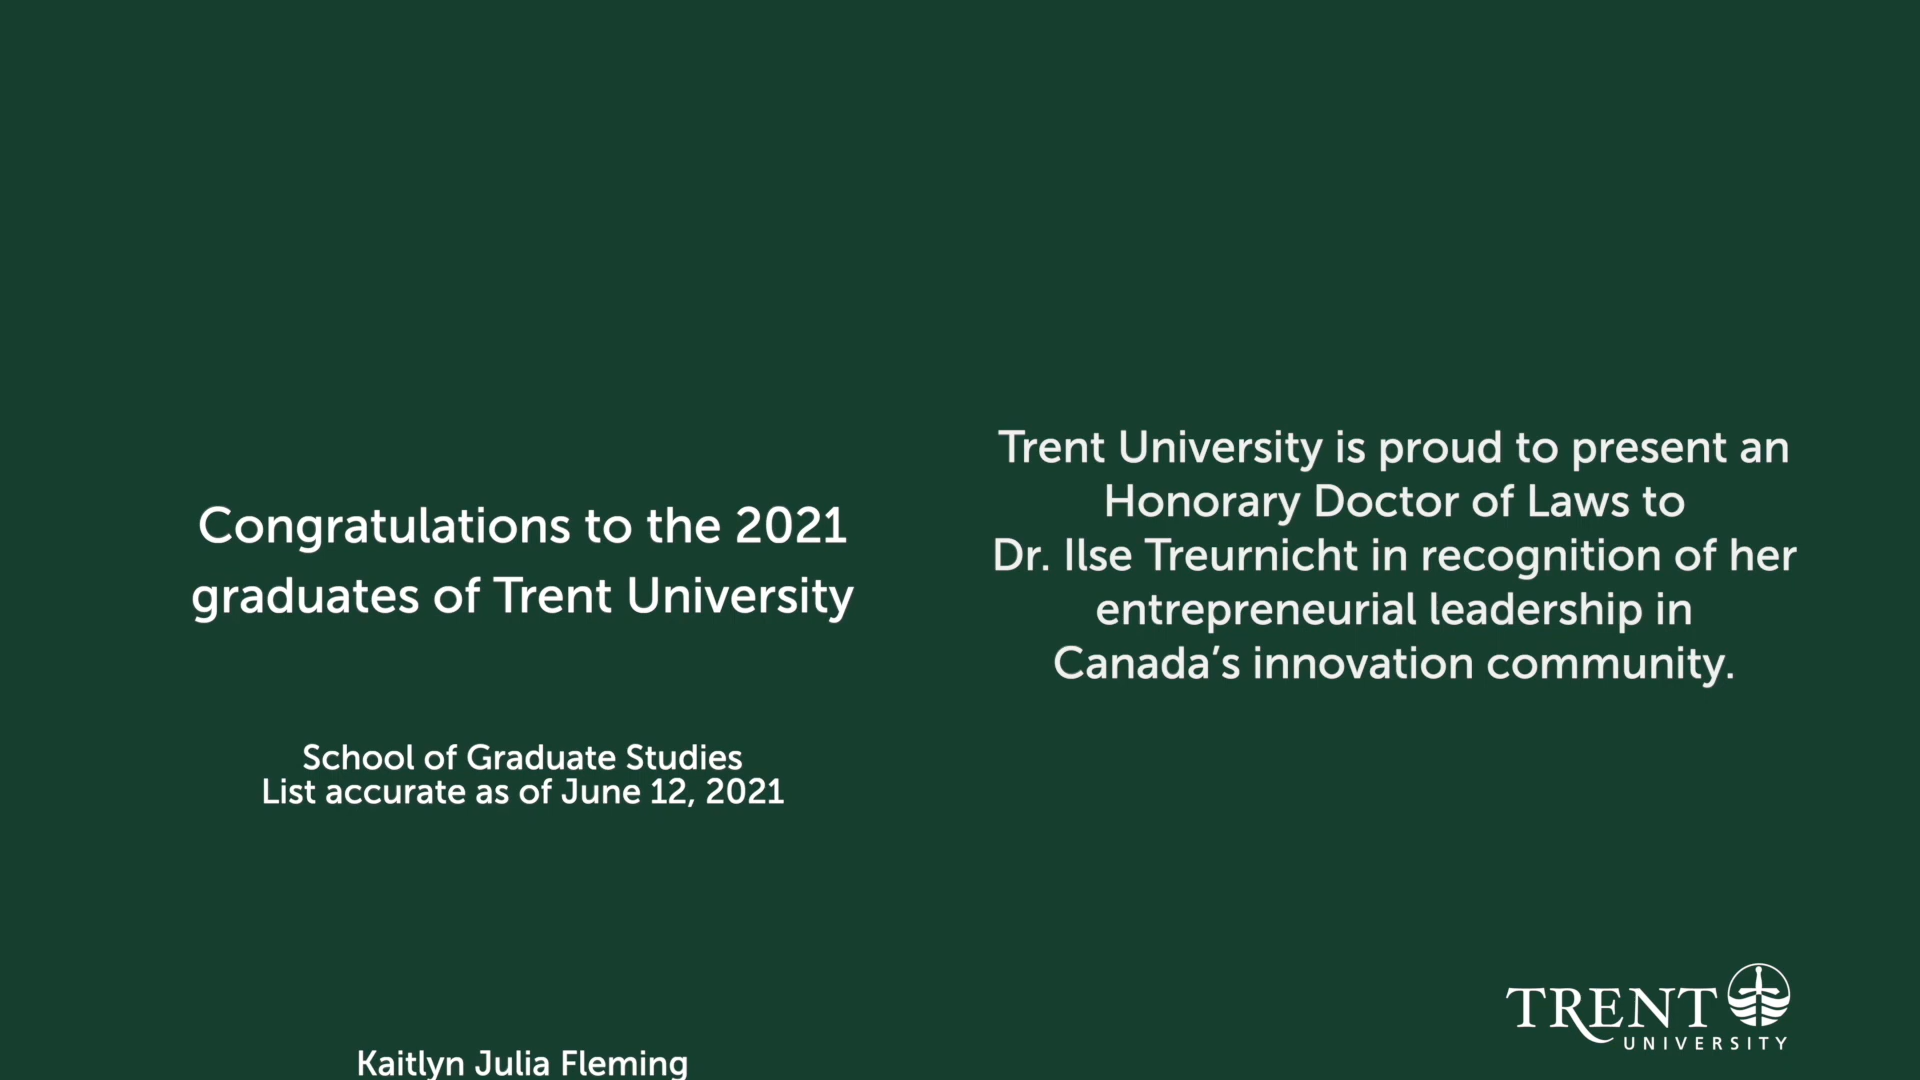 Congratulations to the 2021
graduates of Trent University
School of Graduate Studies
List accurate as of June 12, 2021
Kaitlyn Julia Fleming
Trent University is proud to present an
Honorary Doctor of Laws to
Dr. Ilse Treurnicht in recognition of her
entrepreneurial leadership in
Canada’s innovation community.
TRENT
UNIVERSITY